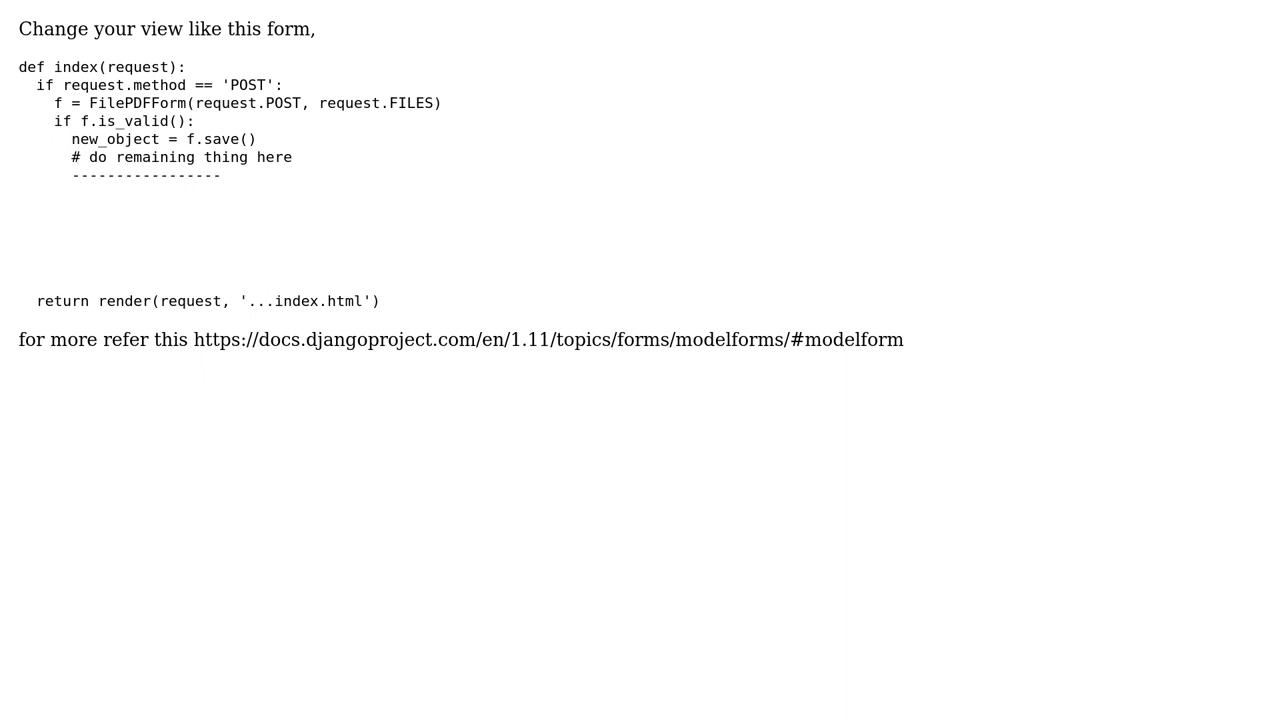 Change your view like this form,
def index(request):
  if request.method == 'POST':
    f = FilePDFForm(request.POST, request.FILES)
    if f.is_valid():
      new_object = f.save()
      # do remaining thing here
      -----------------
  return render(request, '...index.html')
for more refer this https://docs.djangoproject.com/en/1.11/topics/forms/modelforms/#modelform